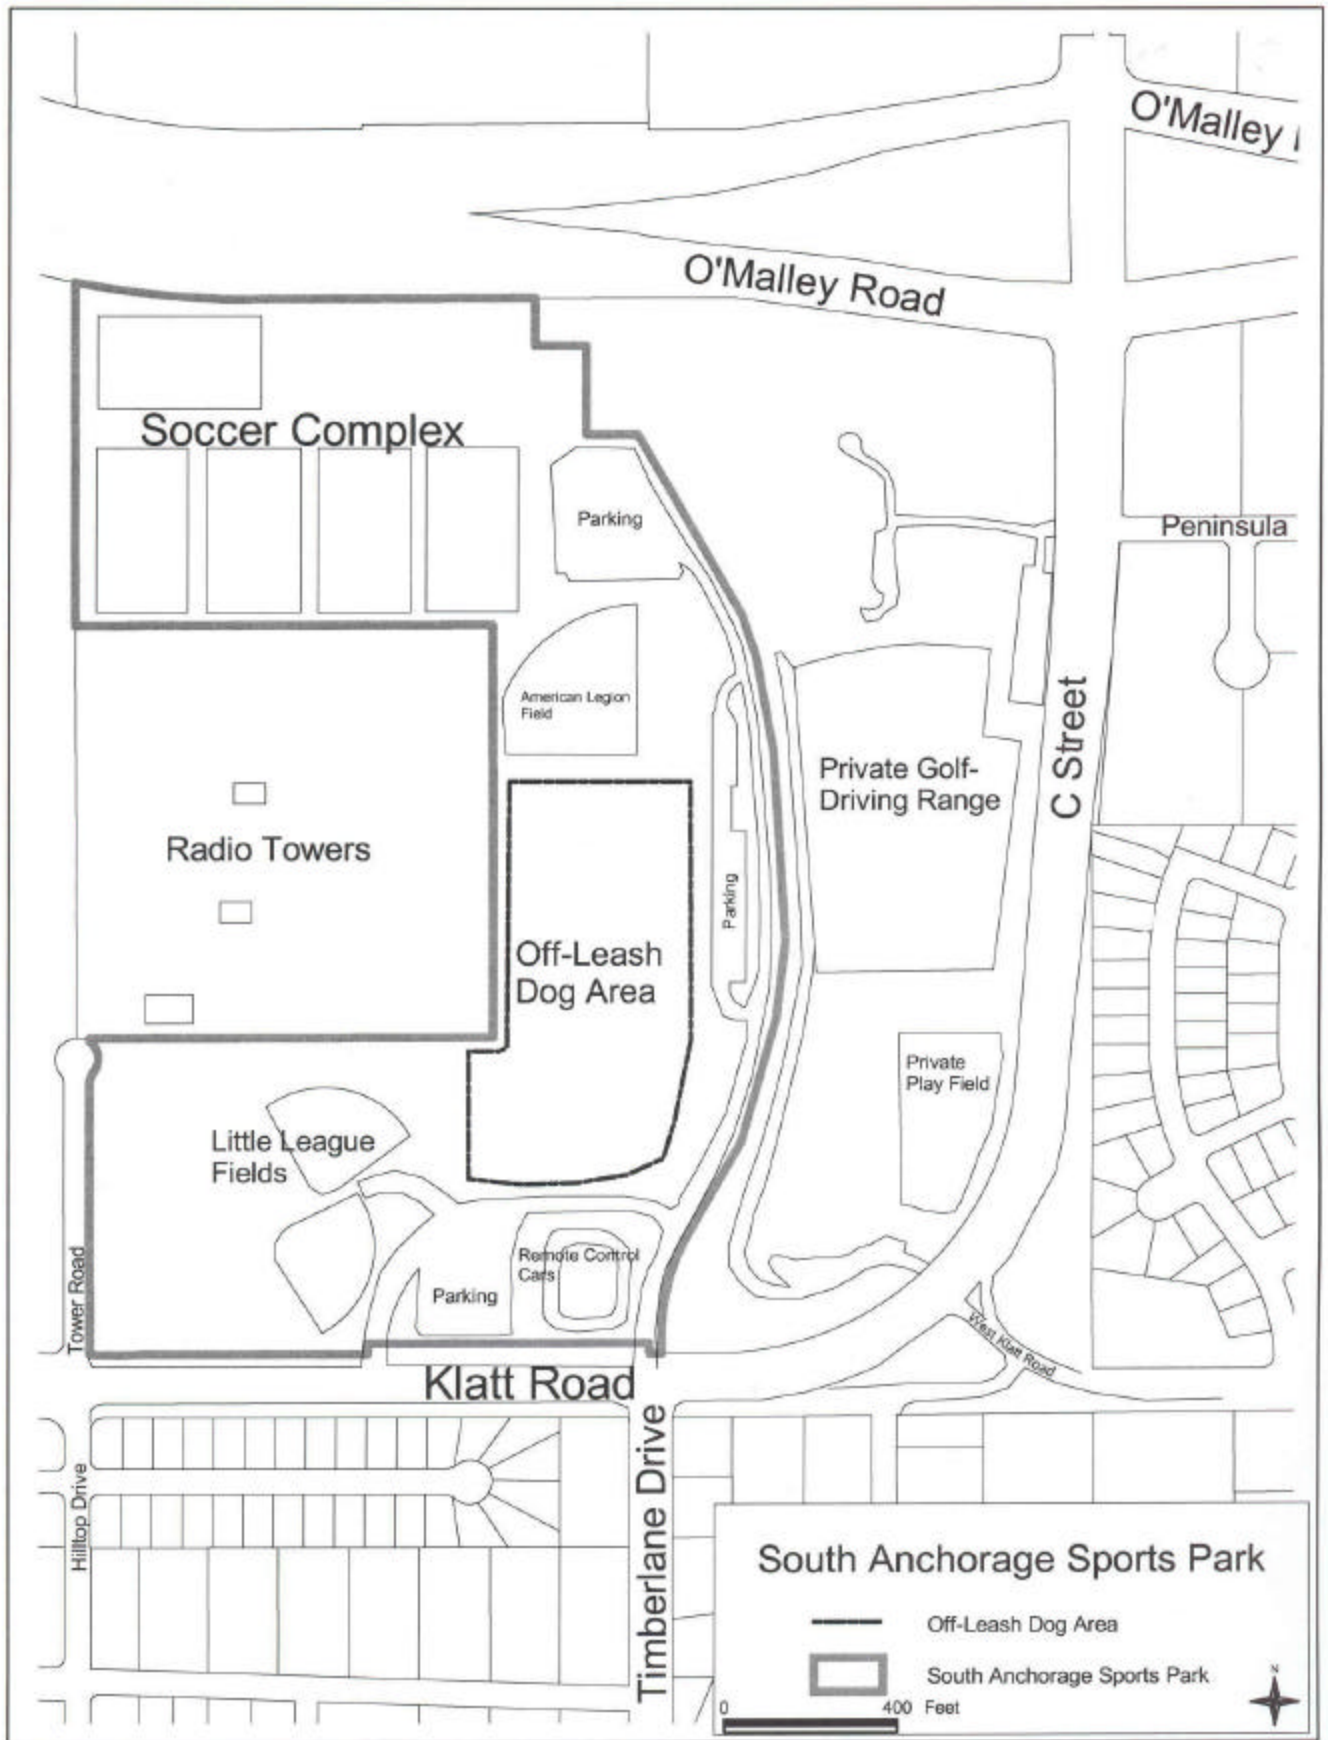 O'Malley
O'Malley Road
Soccer Complex
Parking
Peninsula
American Legion
Field
C Street
Private Golf-
Driving Range
Radio Towers
Parking
Off-Leash
Dog Area
Private
Play Field
Little League
Fields
Remote Control
Cars
Parking
Tower Road
West Klatt Road
Klatt Road
Hilltop Drive
Timberlane Drive
South Anchorage Sports Park
Off-Leash Dog Area
South Anchorage Sports Park
N
0 400 Feet